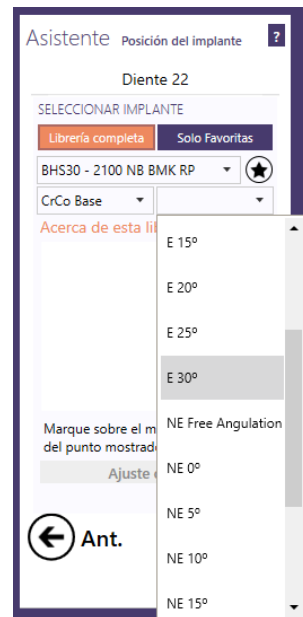 Asistente Posición del implante ?
Diente 22
SELECCIONAR IMPLANTE
Librería completa Solo Favoritas
BHS30 - 2100 NB BMK RP
CrCo Base
Acerca de esta li
E 15º
E 20º
E 25º
E 30º
NE Free Angulation
NE 0º
NE 5º
NE 10º
NE 15º
Marque sobre el m
del punto mostrad
Ajuste
Ant.